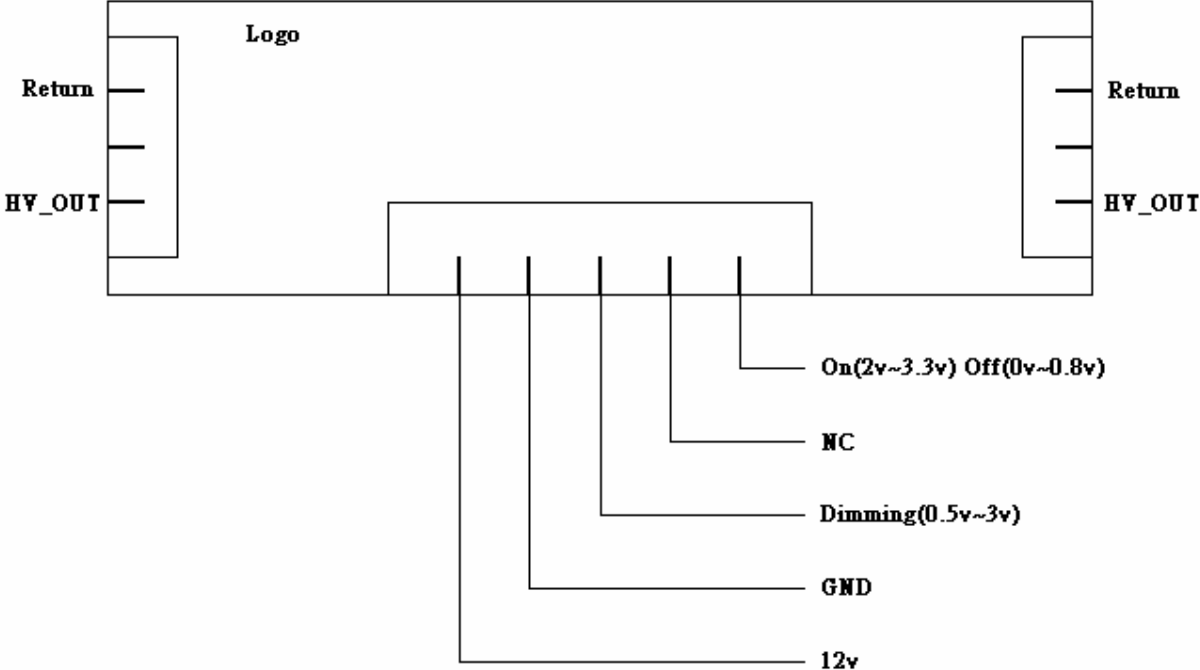 Logo
Return
Return
HV_OUT
HV_OUT
On(2v~3.3v) Off(0v~0.8v)
NC
Dimming(0.5v~3v)
GND
12v